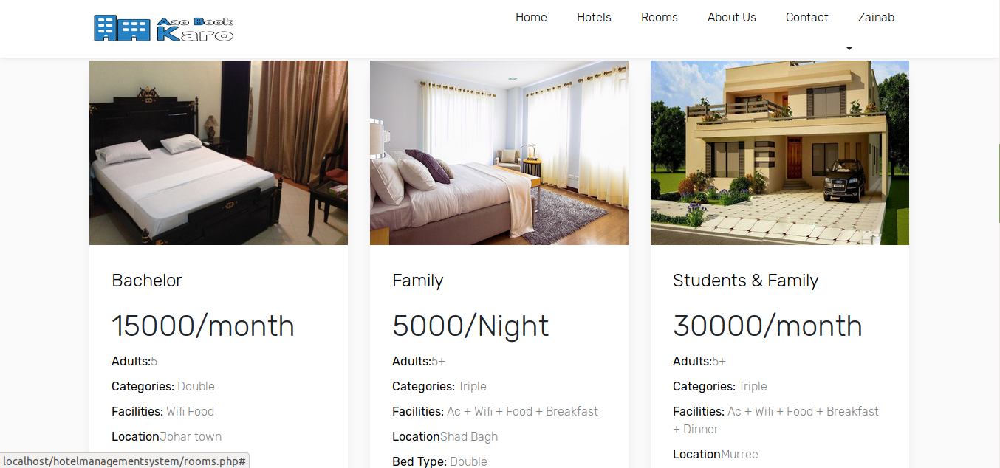 Aao Book
Karo
Home Hotels Rooms About Us Contact Zainab
Bachelor
15000/month
Adults:5
Categories: Double
Facilities: Wifi Food
LocationJohar town
Family
5000/Night
Adults:5+
Categories: Triple
Facilities: Ac + Wifi + Food + Breakfast
LocationShad Bagh
Bed Type: Double
Students & Family
30000/month
Adults:5+
Categories: Triple
Facilities: Ac + Wifi + Food + Breakfast
+ Dinner
LocationMurree
localhost/hotelmanagementsystem/rooms.php#